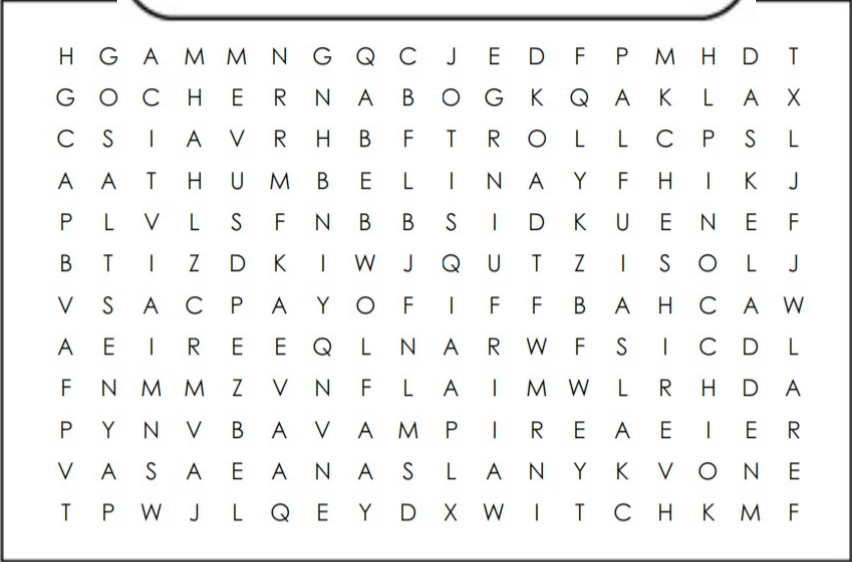 H G A M M N G Q C J E D F P M H D T
G O C H E R N A B O G K Q A K L A X
C S I A V R H B F T R O L L C P S L
A A T H U M B E L I N A Y F H I K J
P L V L S F N B B S I D K U E N E F
B T I Z D K I W J Q U T Z I S O L J
V S A C P A Y O F I F F B A H C A W
A E I R E E Q L N A R W F S I C D L
F N M M Z V N F L A I M W L R H D A
P Y N V B A V A M P I R E A E I E R
V A S A E A N A S L A N Y K V O N E
T P W J L Q E Y D X W I T C H K M F